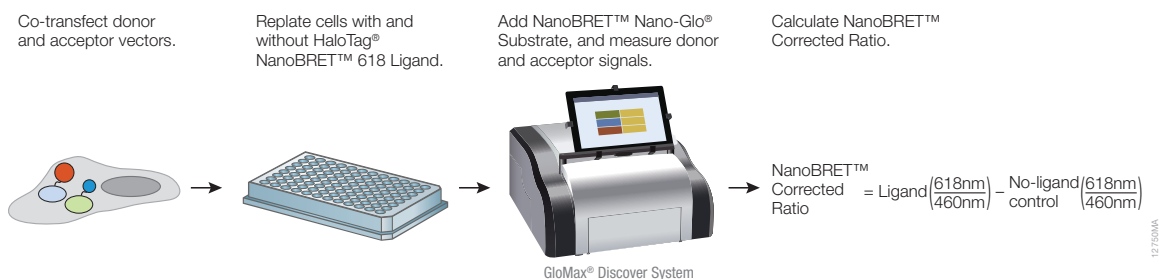 Co-transfect donor
and acceptor vectors.
Replate cells with and
without HaloTag®
NanoBRET™ 618 Ligand.
Add NanoBRET™ Nano-Glo®
Substrate, and measure donor
and acceptor signals.
Calculate NanoBRET™
Corrected Ratio.
NanoBRET™
Corrected
Ratio
= Ligand(618nm/460nm) – No-ligand control (618nm/460nm)
GloMax® Discover System
12750MA